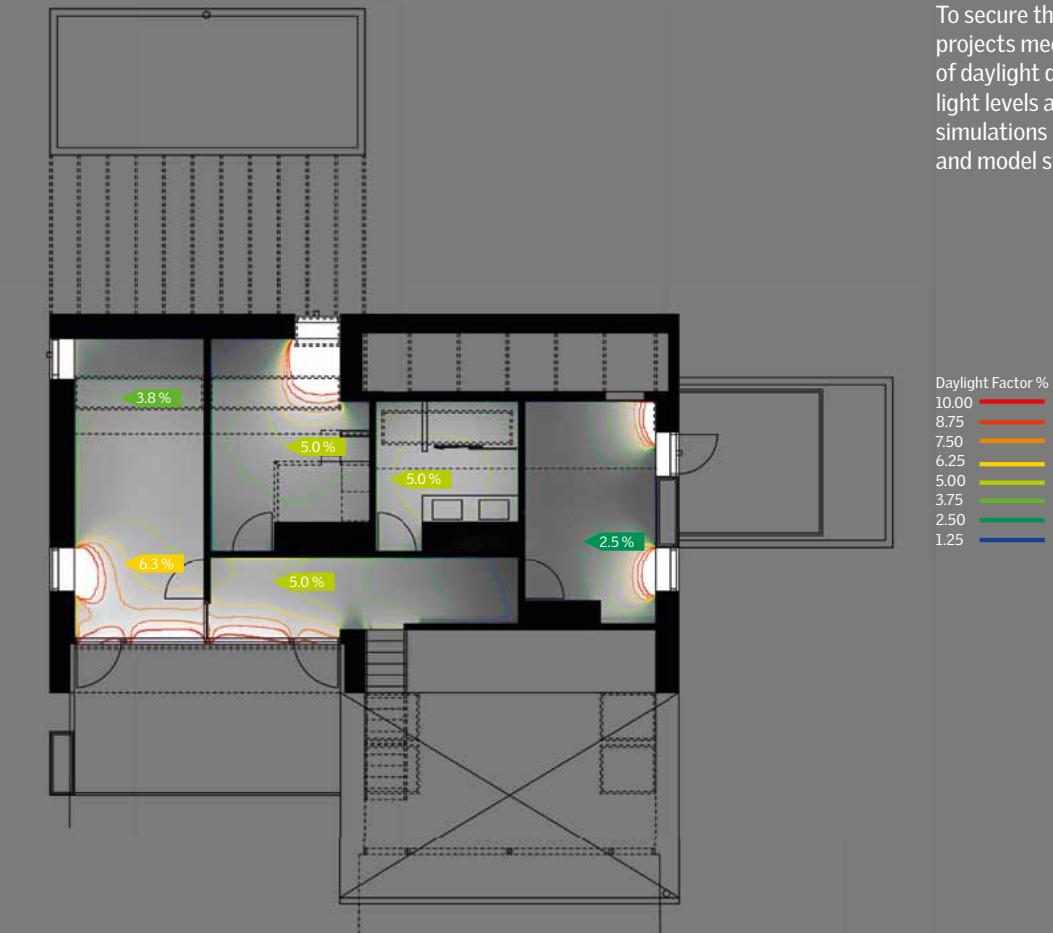 To secure th
projects mee
of daylight d
light levels a
simulations
and model s
3.8 %
5.0 %
5.0 %
6.3 %
5.0 %
2.5 %
Daylight Factor %
10.00
8.75
7.50
6.25
5.00
3.75
2.50
1.25